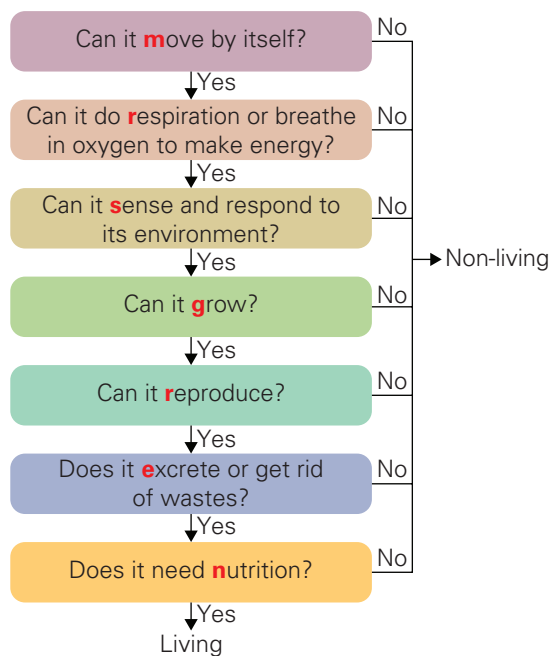 Can it move by itself?
No
Yes
Can it do respiration or breathe
in oxygen to make energy?
No
Yes
Can it sense and respond to
its environment?
No
Yes
Non-living
Can it grow?
No
Yes
Can it reproduce?
No
Yes
Does it excrete or get rid
of wastes?
No
Yes
Does it need nutrition?
No
Yes
Living